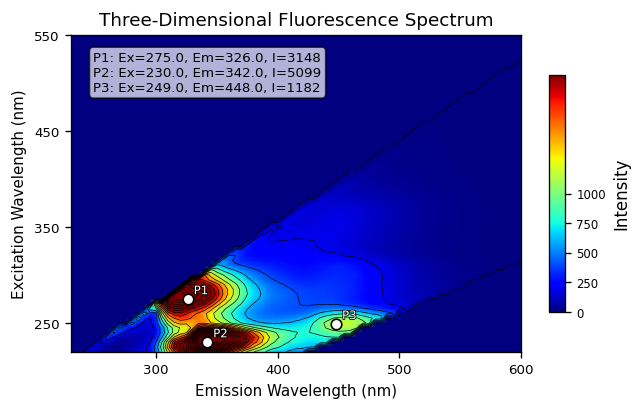 Three-Dimensional Fluorescence Spectrum
P1: Ex=275.0, Em=326.0, I=3148
P2: Ex=230.0, Em=342.0, I=5099
P3: Ex=249.0, Em=448.0, I=1182
550
450
350
250
Excitation Wavelength (nm)
P1
P2
P3
300
400
500
600
Emission Wavelength (nm)
1000
750
500
250
0
Intensity